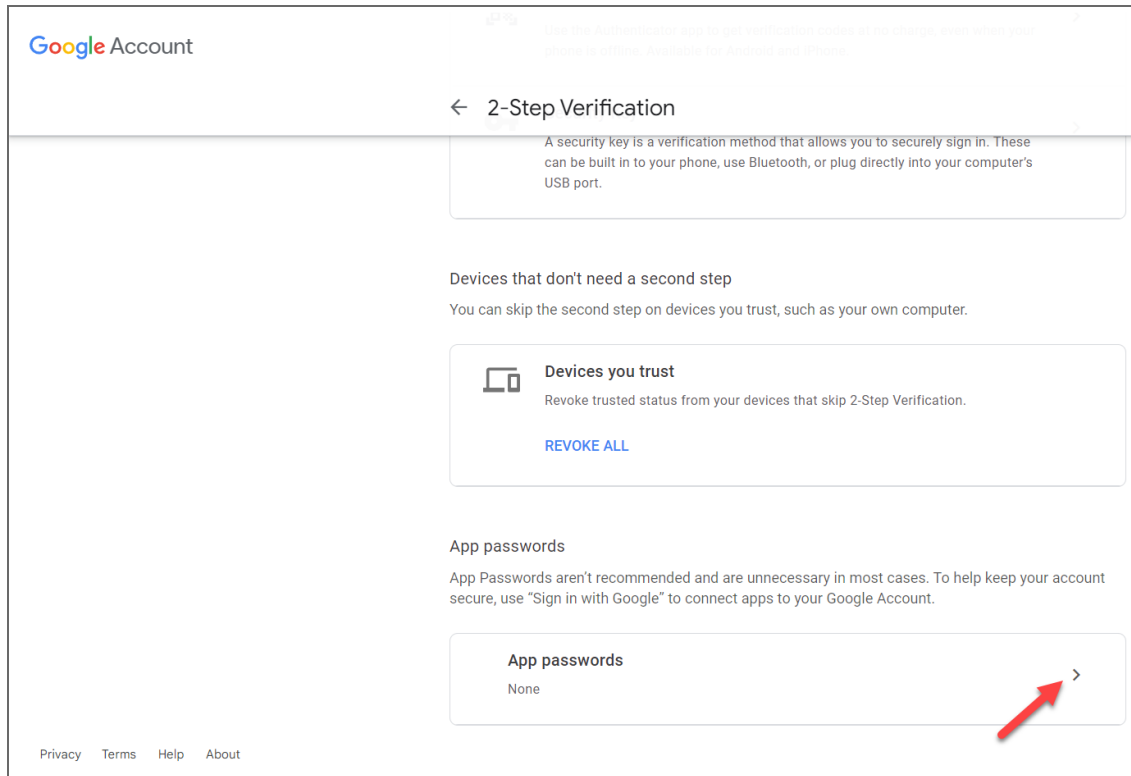 Use the Authenticator app to get verification codes at no charge, even when your
phone is offline. Available for Android and iPhone.
Google Account
2-Step Verification
A security key is a verification method that allows you to securely sign in. These
can be built in to your phone, use Bluetooth, or plug directly into your computer's
USB port.
Devices that don't need a second step
You can skip the second step on devices you trust, such as your own computer.
Devices you trust
Revoke trusted status from your devices that skip 2-Step Verification.
REVOKE ALL
App passwords
App Passwords aren't recommended and are unnecessary in most cases. To help keep your account
secure, use “Sign in with Google” to connect apps to your Google Account.
App passwords
None
Privacy Terms Help About